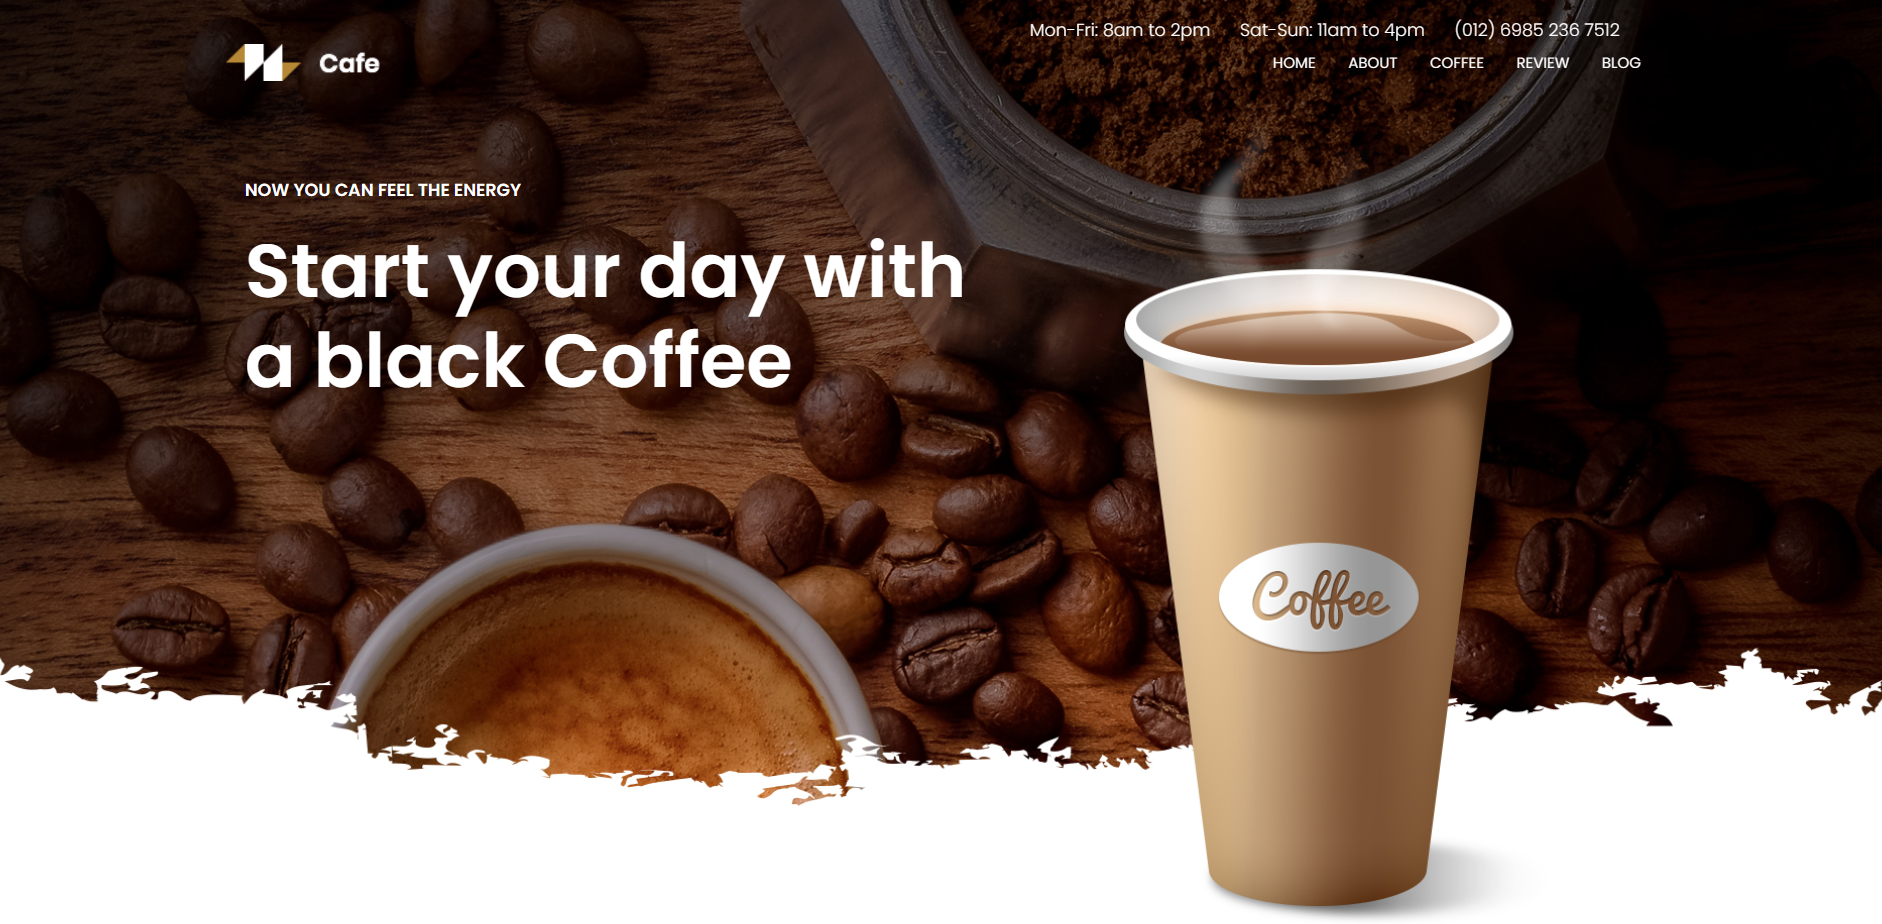 Mon-Fri: 8am to 2pm Sat-Sun: 11am to 4pm (012) 6985 236 7512
Cafe
HOME ABOUT COFFEE REVIEW BLOG
NOW YOU CAN FEEL THE ENERGY
Start your day with
a black Coffee
Coffee